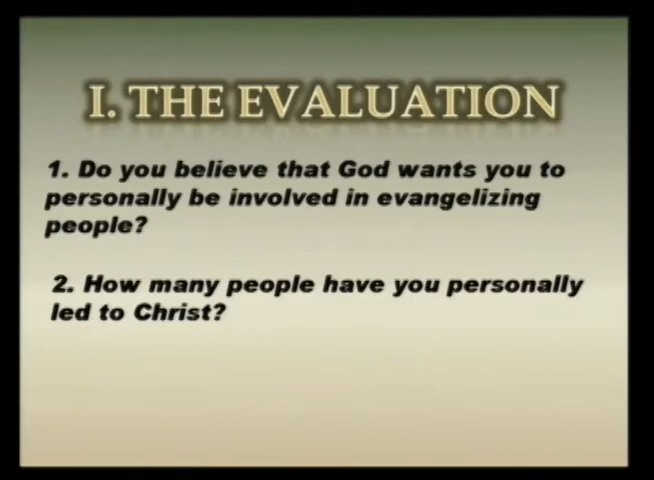 I. THE EVALUATION
1. Do you believe that God wants you to
personally be involved in evangelizing
people?
2. How many people have you personally
led to Christ?